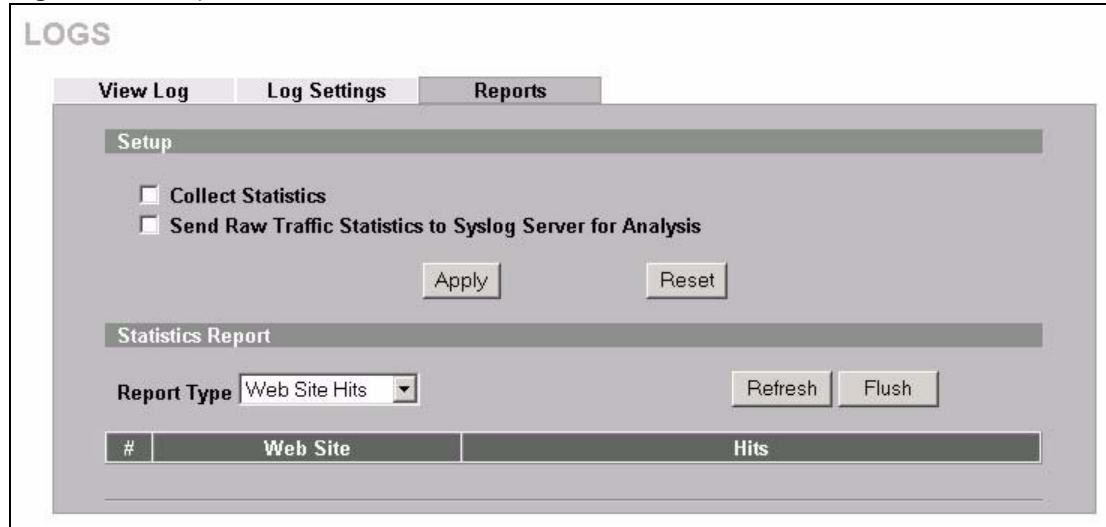 LOGS
View Log Log Settings Reports
Setup
Collect Statistics
Send Raw Traffic Statistics to Syslog Server for Analysis
Apply Reset
Statistics Report
Report Type Web Site Hits Refresh Flush
# Web Site Hits